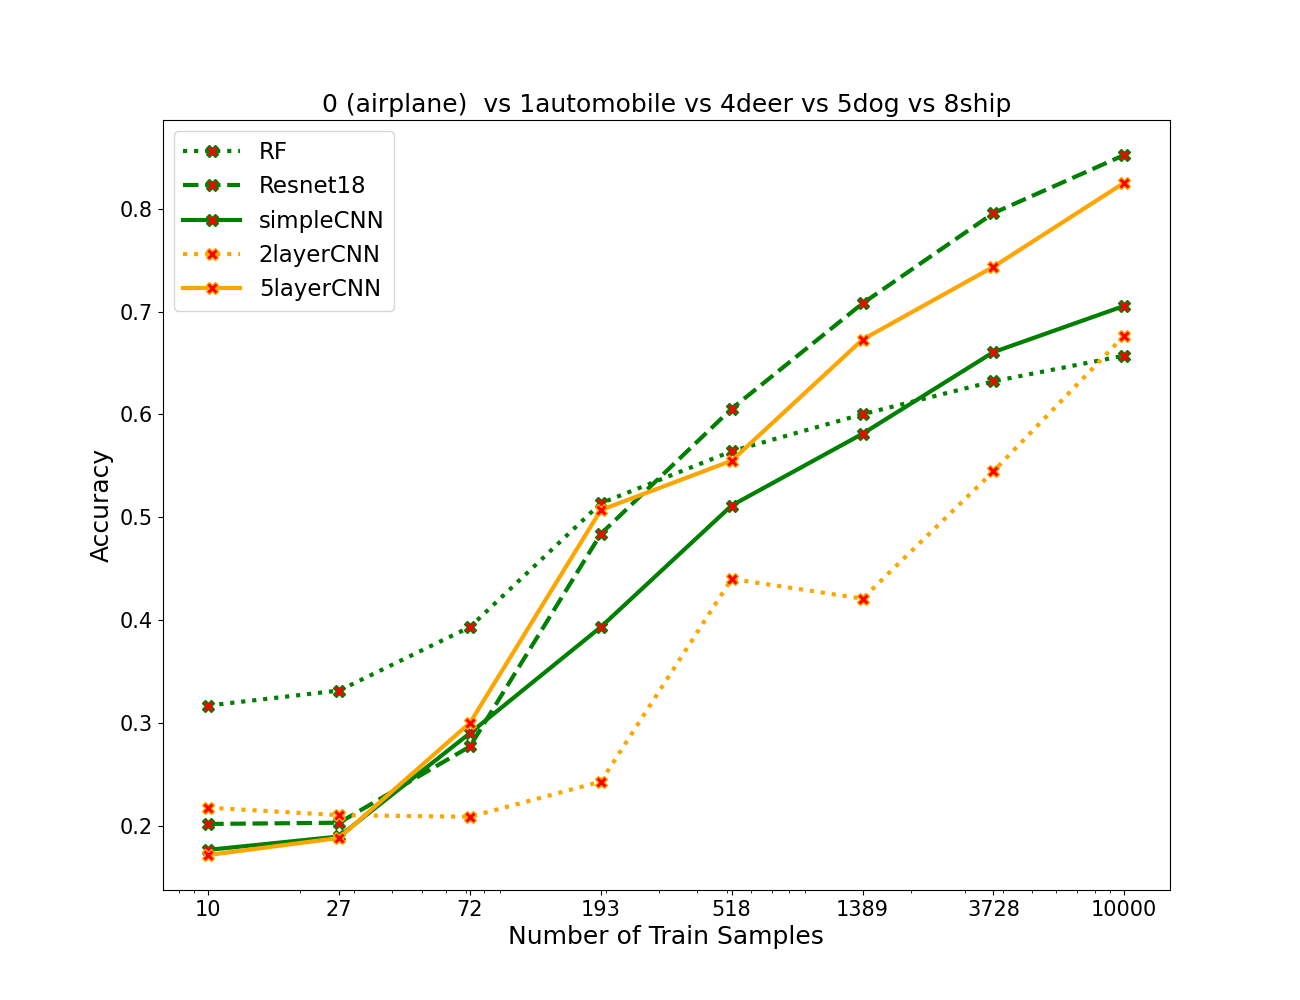 0 (airplane)  vs 1automobile vs 4deer vs 5dog vs 8ship
RF
Resnet18
simpleCNN
2layerCNN
5layerCNN
0.8
0.7
0.6
0.5
0.4
0.3
0.2
Accuracy
10 27 72 193 518 1389 3728 10000
Number of Train Samples